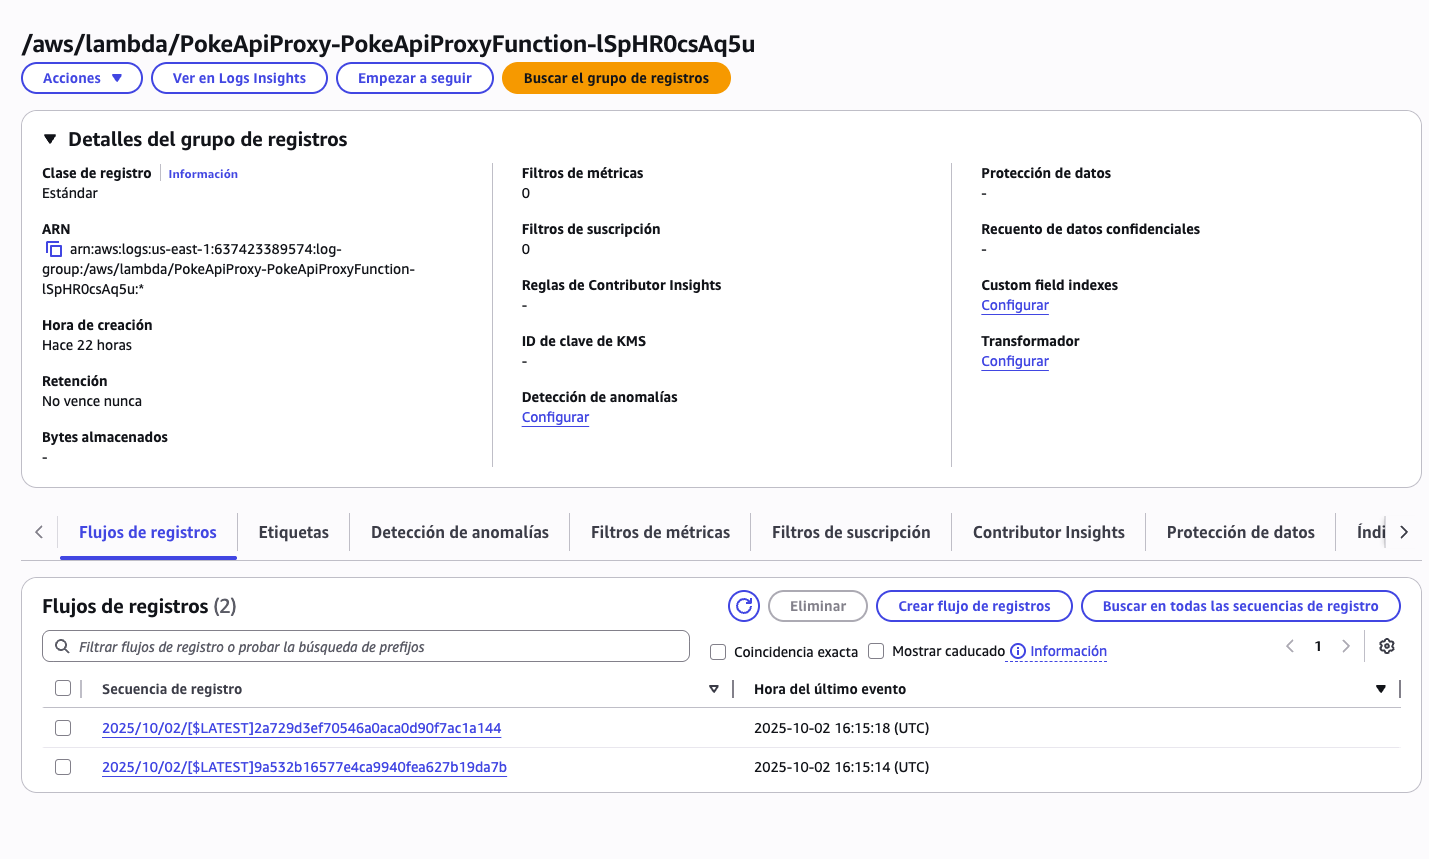 /aws/lambda/PokeApiProxy-PokeApiProxyFunction-lSpHR0csAq5u
Acciones
Ver en Logs Insights
Empezar a seguir
Buscar el grupo de registros
Detalles del grupo de registros
Clase de registro
Información
Estándar
ARN
arn:aws:logs:us-east-1:637423389574:log-
group:/aws/lambda/PokeApiProxy-PokeApiProxyFunction-
lSpHR0csAq5u:*
Hora de creación
Hace 22 horas
Retención
No vence nunca
Bytes almacenados
-
Filtros de métricas
0
Filtros de suscripción
0
Reglas de Contributor Insights
-
ID de clave de KMS
-
Detección de anomalías
Configurar
Protección de datos
-
Recuento de datos confidenciales
-
Custom field indexes
Configurar
Transformador
Configurar
Flujos de registros
Etiquetas
Detección de anomalías
Filtros de métricas
Filtros de suscripción
Contributor Insights
Protección de datos
Índi
Flujos de registros (2)
Eliminar
Crear flujo de registros
Buscar en todas las secuencias de registro
Filtrar flujos de registro o probar la búsqueda de prefijos
Coincidencia exacta
Mostrar caducado
Información
1
Secuencia de registro
Hora del último evento
2025/10/02/[$LATEST]2a729d3ef70546a0aca0d90f7ac1a144
2025-10-02 16:15:18 (UTC)
2025/10/02/[$LATEST]9a532b16577e4ca9940fea627b19da7b
2025-10-02 16:15:14 (UTC)